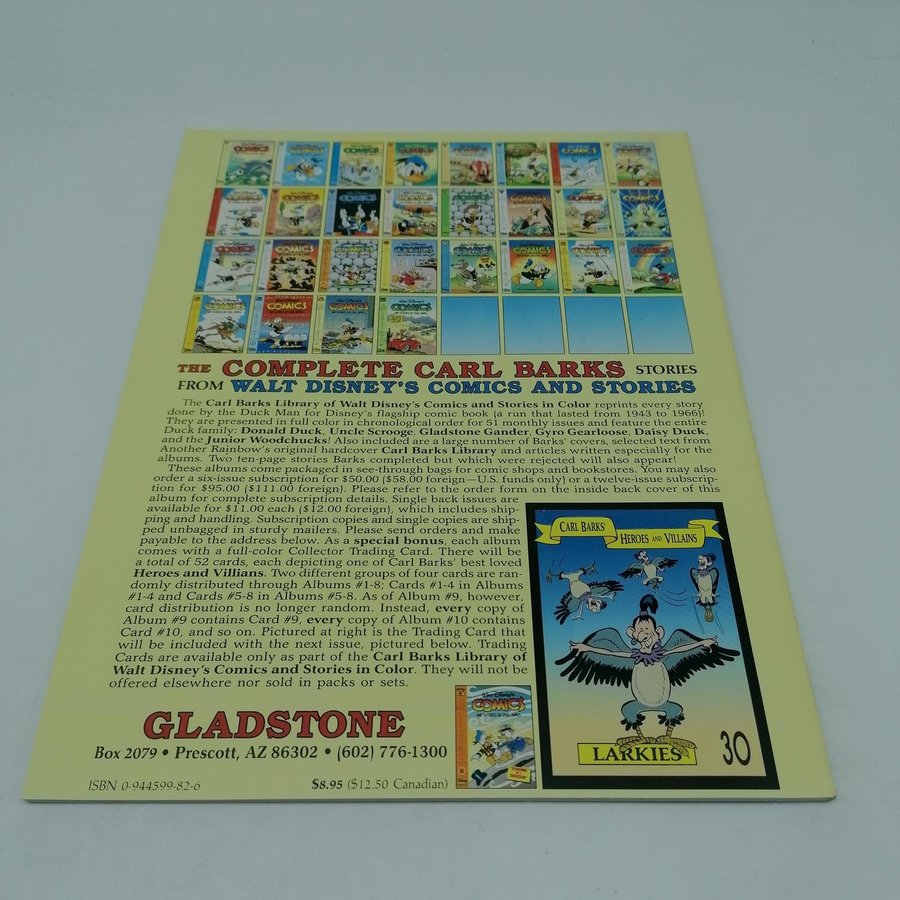 THE COMPLETE CARL BARKS STORIES
FROM WALT DISNEY'S COMICS AND STORIES
The Carl Barks Library of Walt Disney's Comics and Stories in Color reprints every story
done by the Duck Man for Disney's flagship comic book (a run that lasted from 1943 to 1966)!
They are presented in full color in chronological order for 51 monthly issues and feature the entire
Duck family: Donald Duck, Uncle Scrooge, Gladstone Gander, Gyro Gearloose, Daisy Duck,
and the Junior Woodchucks! Also included are a large number of Barks' covers, selected text from
Another Rainbow's original hardcover Carl Barks Library and articles written especially for the
albums. Two ten-page stories Barks completed but which were rejected will also appear!
These albums come packaged in see-through bags for comic shops and bookstores. You may also
order a six-issue subscription for $50.00 ($58.00 foreign—U.S. funds only) or a twelve-issue subscrip-
tion for $95.00 ($111.00 foreign). Please refer to the order form on the inside back cover of this
album for complete subscription details. Single back issues are
available for $11.00 each ($12.00 foreign), which includes ship-
ping and handling. Subscription copies and single copies are ship-
ped unbagged in sturdy mailers. Please send orders and make
payable to the address below. As a special bonus, each album
comes with a full-color Collector Trading Card. There will be
a total of 52 cards, each depicting one of Carl Barks' best loved
Heroes and Villians. Two different groups of four cards are ran-
domly distributed through Albums #1-8; Cards #1-4 in Albums
#1-4 and Cards #5-8 in Albums #5-8. As of Album #9, however,
card distribution is no longer random. Instead, every copy of
Album #9 contains Card #9, every copy of Album #10 contains
Card #10, and so on. Pictured at right is the Trading Card that
will be included with the next issue, pictured below. Trading
Cards are available only as part of the Carl Barks Library of
Walt Disney's Comics and Stories in Color. They will not be
offered elsewhere nor sold in packs or sets.
CARL BARKS'
HEROES AND VILLAINS
LARKIES
30
WALT DISNEY'S
COMICS
GLADSTONE
Box 2079 • Prescott, AZ 86302 • (602) 776-1300
ISBN 0-944599-82-6
$8.95 ($12.50 Canadian)